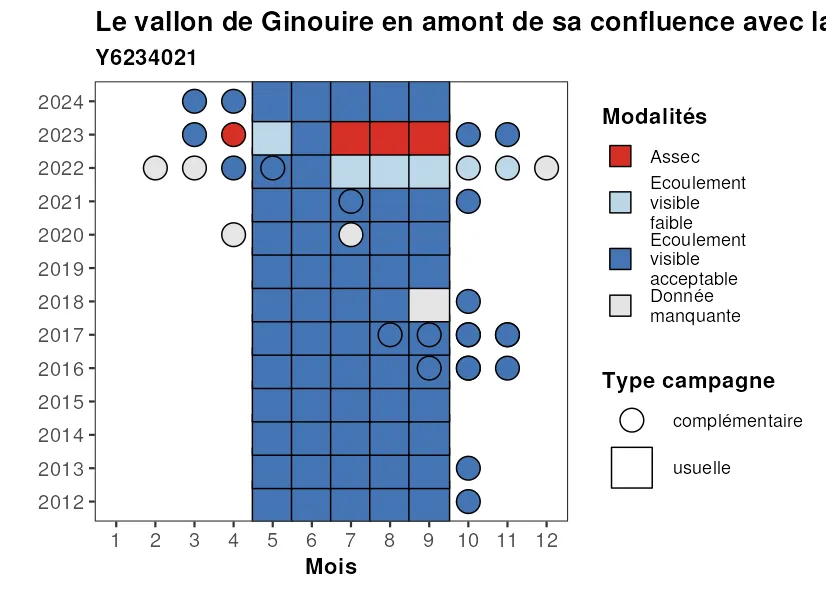 Le vallon de Ginouire en amont de sa confluence avec
Y6234021
2024
2023
2022
2021
2020
2019
2018
2017
2016
2015
2014
2013
2012
1 2 3 4 5 6 7 8 9 10 11 12
Mois
Modalités
Assec
Ecoulement
visible
faible
Ecoulement
visible
acceptable
Donnée
manquante
Type campagne
complémentaire
usuelle